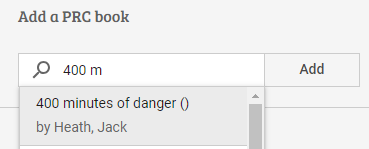 Add a PRC book
400 m
Add
400 minutes of danger ()
by Heath, Jack